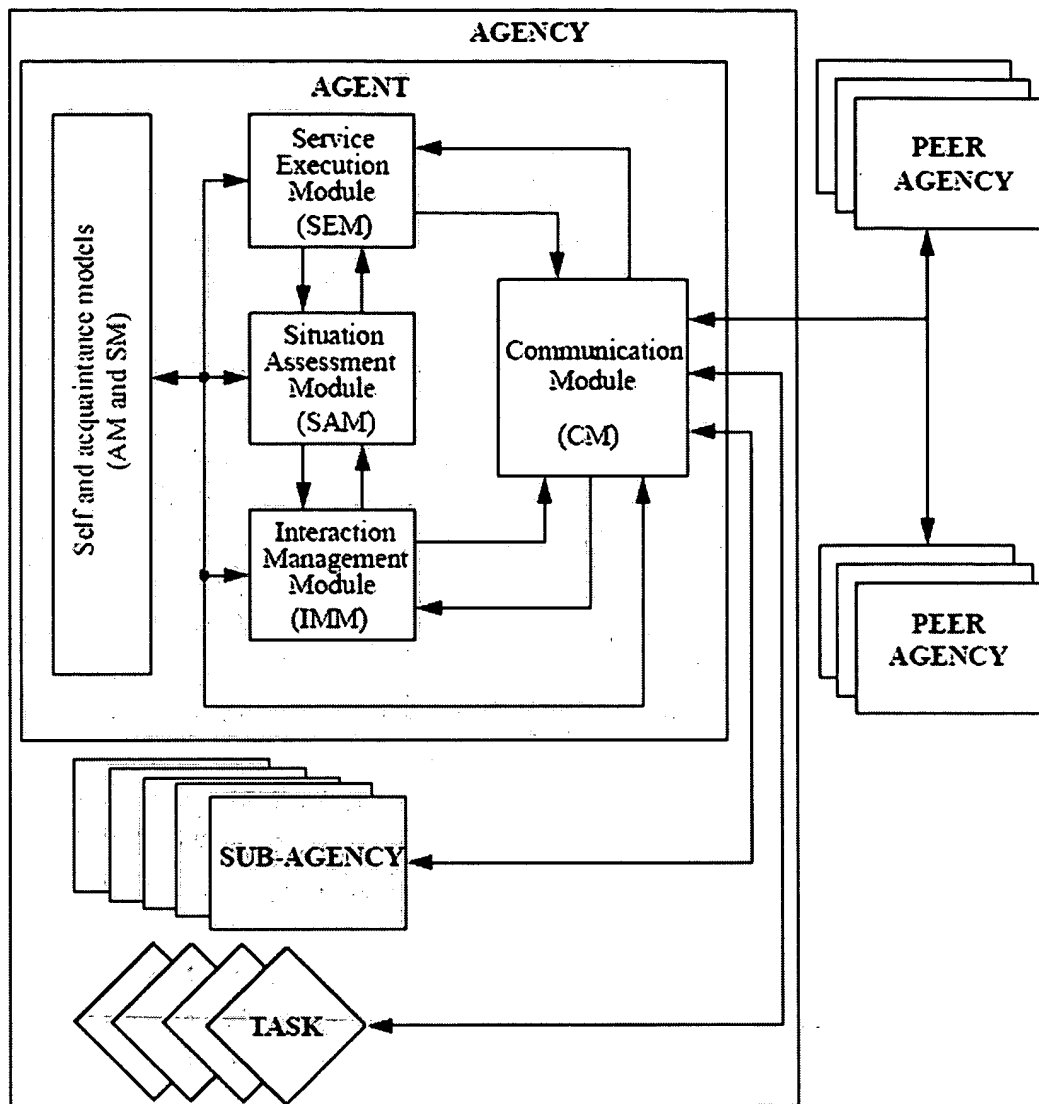 AGENCY
AGENT
Self and acquaintance models
(AM and SM)
Service
Execution
Module
(SEM)
Situation
Assessment
Module
(SAM)
Interaction
Management
Module
(IMM)
Communication
Module
(CM)
PEER
AGENCY
PEER
AGENCY
SUB-AGENCY
TASK